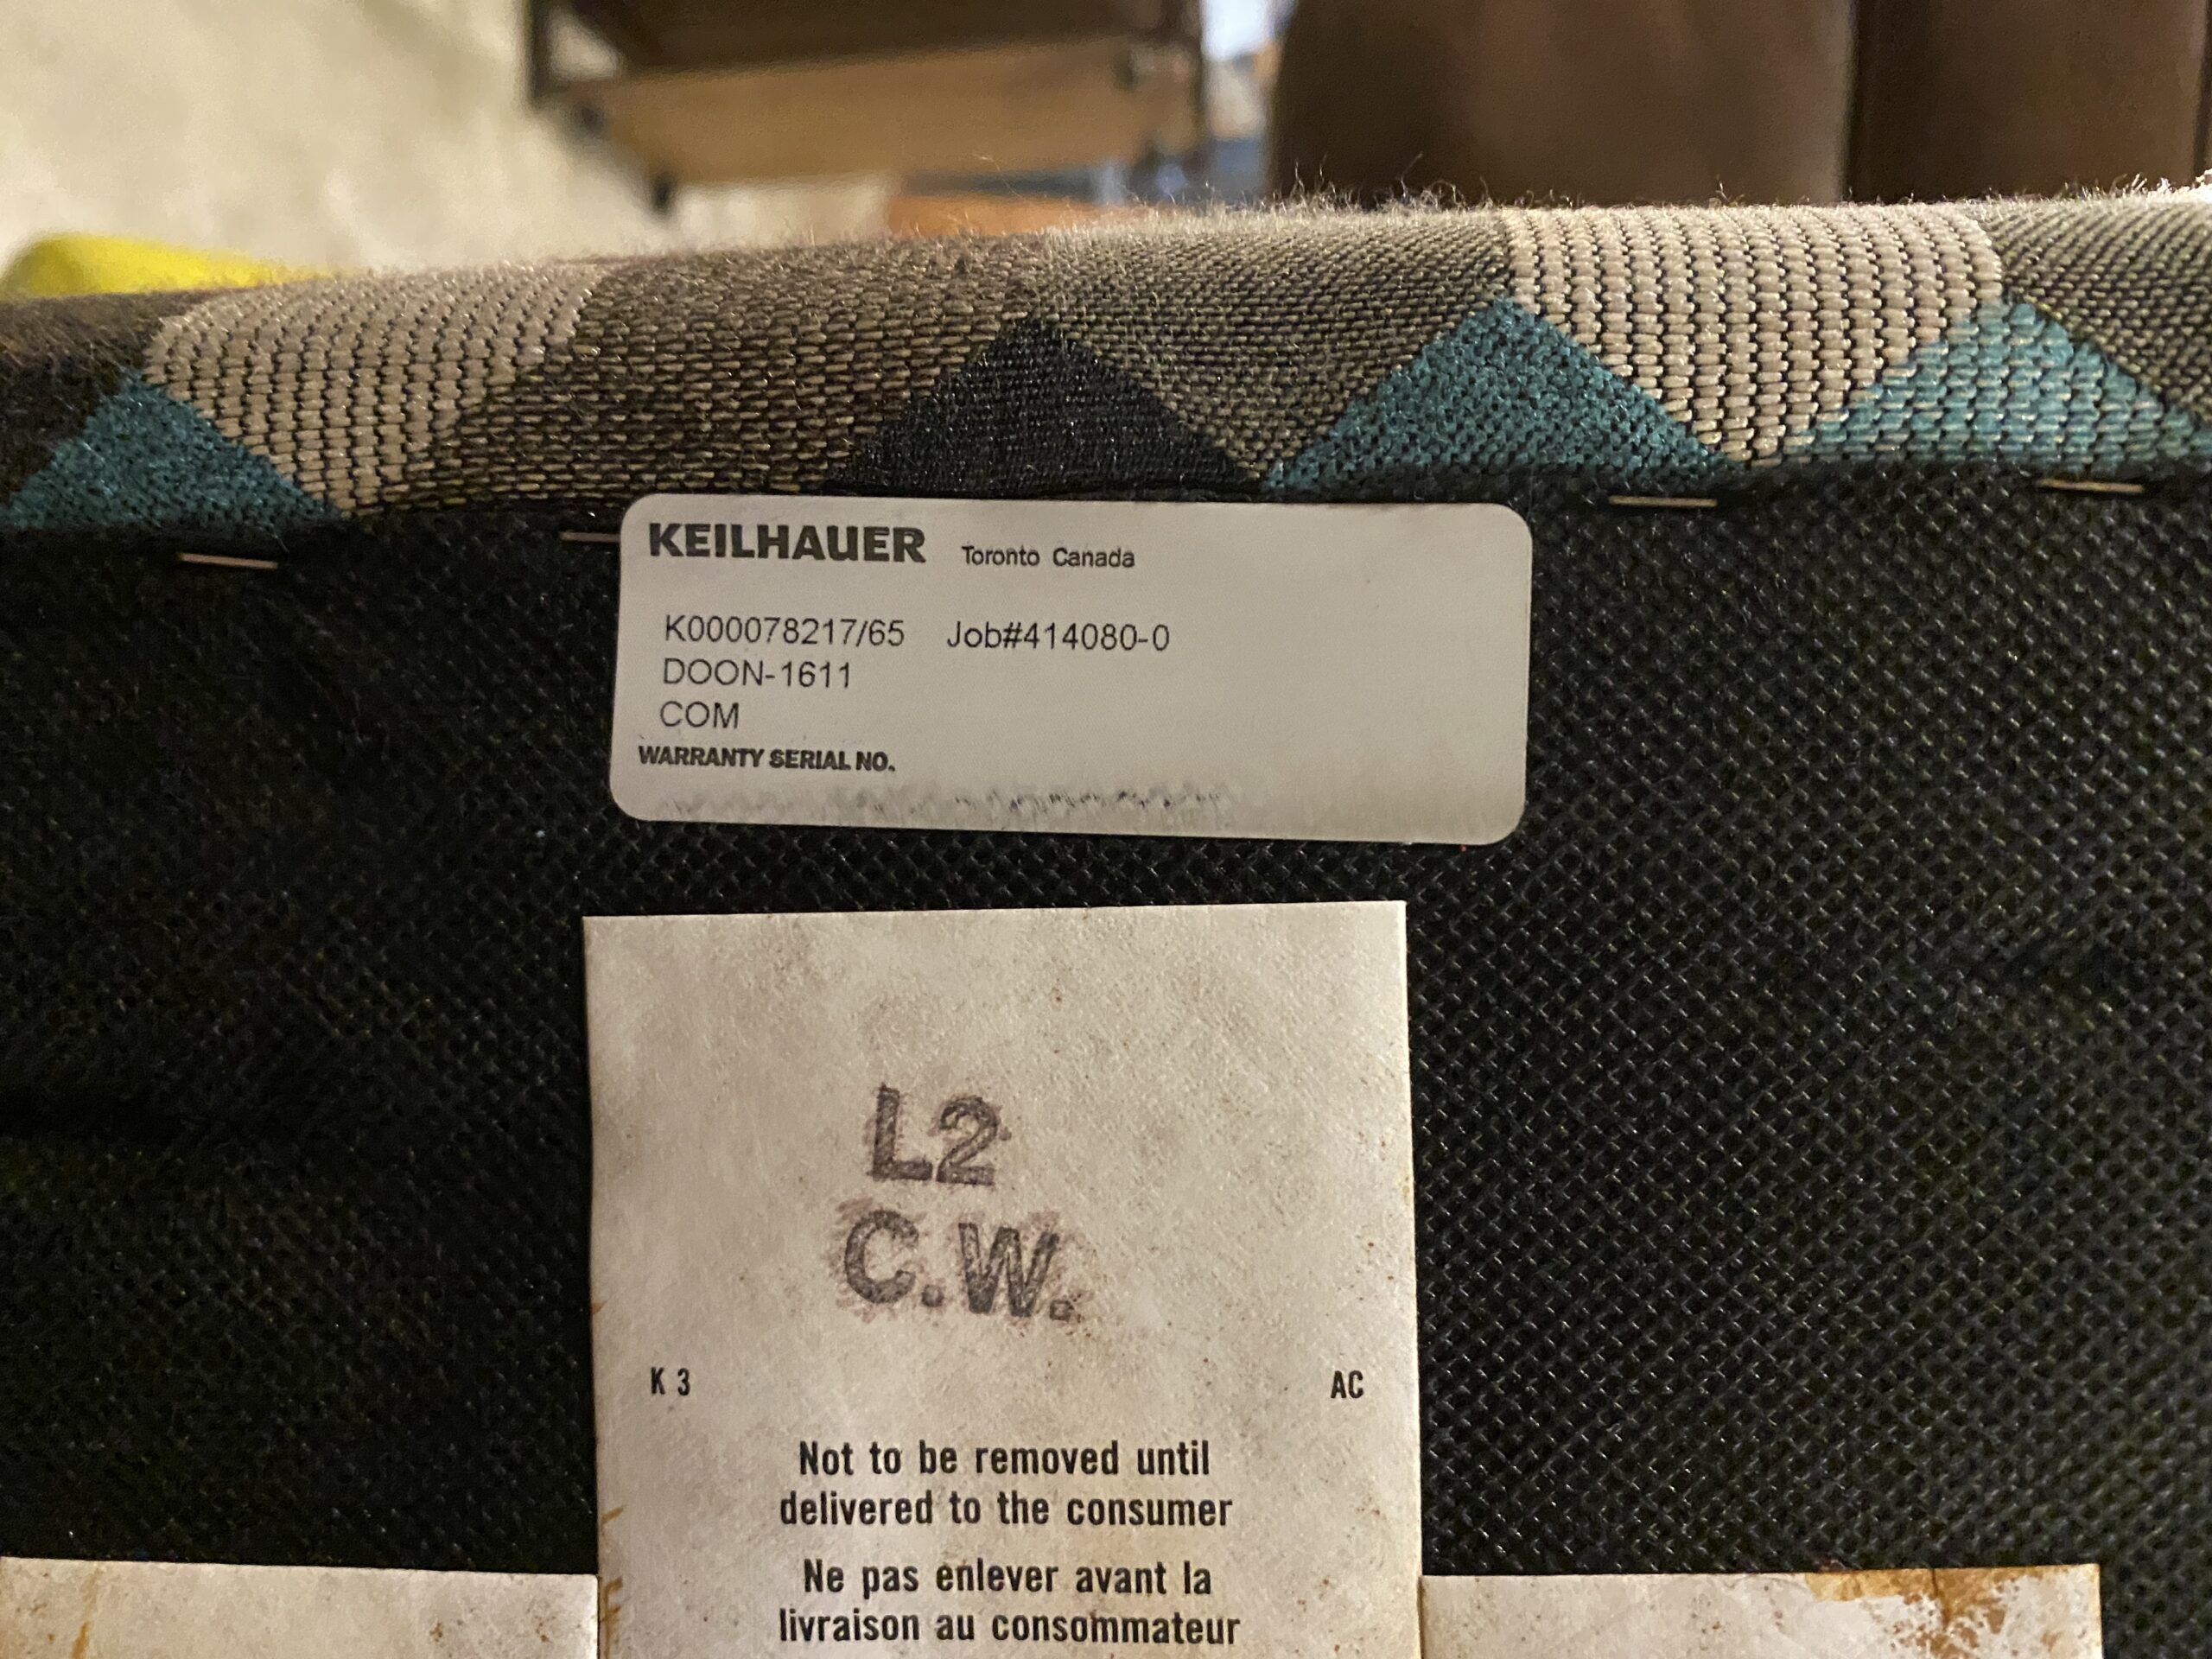 KEILHAUER Toronto Canada
K000078217/65 Job#414080-0
DOON-1611
COM
WARRANTY SERIAL NO.
L2
C.W.
K 3 AC
Not to be removed until
delivered to the consumer
Ne pas enlever avant la
livraison au consommateur